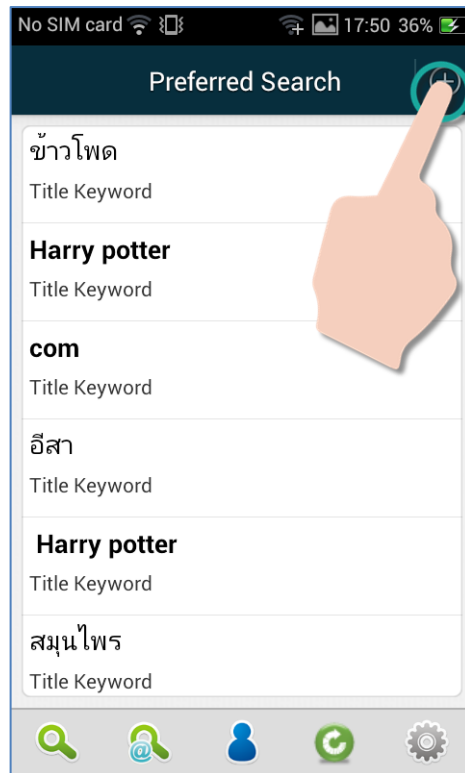 No SIM card 17:50 36%
Preferred Search
ข้าวโพด
Title Keyword
Harry potter
Title Keyword
com
Title Keyword
อีสา
Title Keyword
Harry potter
Title Keyword
สมุนไพร
Title Keyword